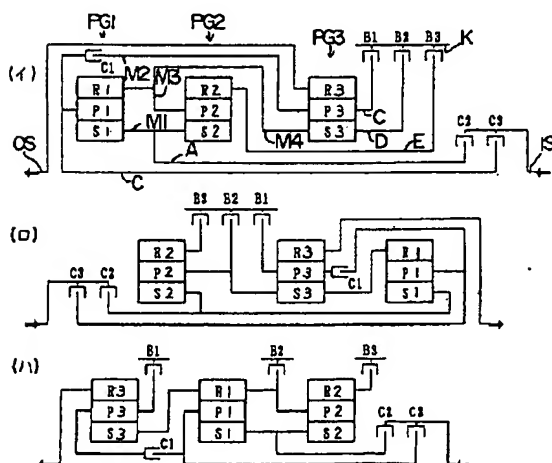 PG1 PG2 PG3 B1 B2 B3 K
(イ) C1 M2 M3
R1 R2 R3
P1 P2 P3 C
S1 S2 S3 D
M1 A M4 E C2 C3
OS C IS
(ロ) B3 B2 B1
R2 R3 R1
P2 P3 C1 P1
S2 S3 S1
C3 C2
(ハ) B1 B2 B3
R3 R1 R2
P3 P1 P2
S3 S1 S2
C1 C2 C3